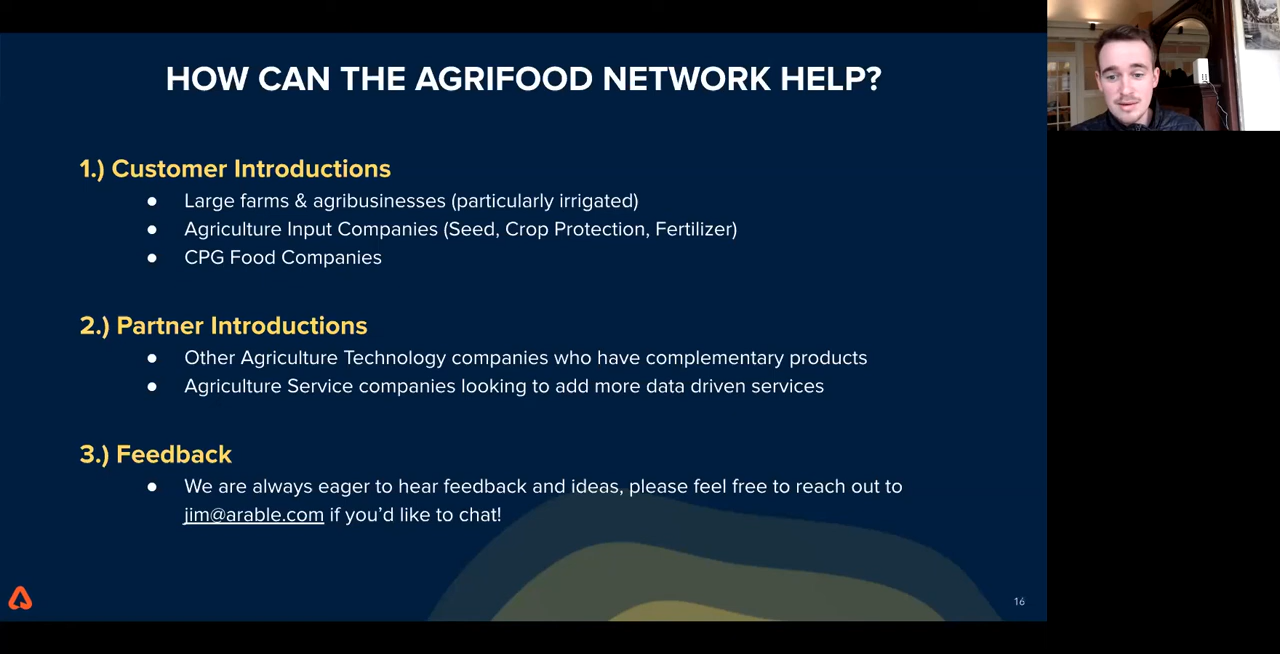 HOW CAN THE AGRIFOOD NETWORK HELP?
1.) Customer Introductions
● Large farms & agribusinesses (particularly irrigated)
● Agriculture Input Companies (Seed, Crop Protection, Fertilizer)
● CPG Food Companies
2.) Partner Introductions
● Other Agriculture Technology companies who have complementary products
● Agriculture Service companies looking to add more data driven services
3.) Feedback
● We are always eager to hear feedback and ideas, please feel free to reach out to
jim@arable.com if you’d like to chat!
16